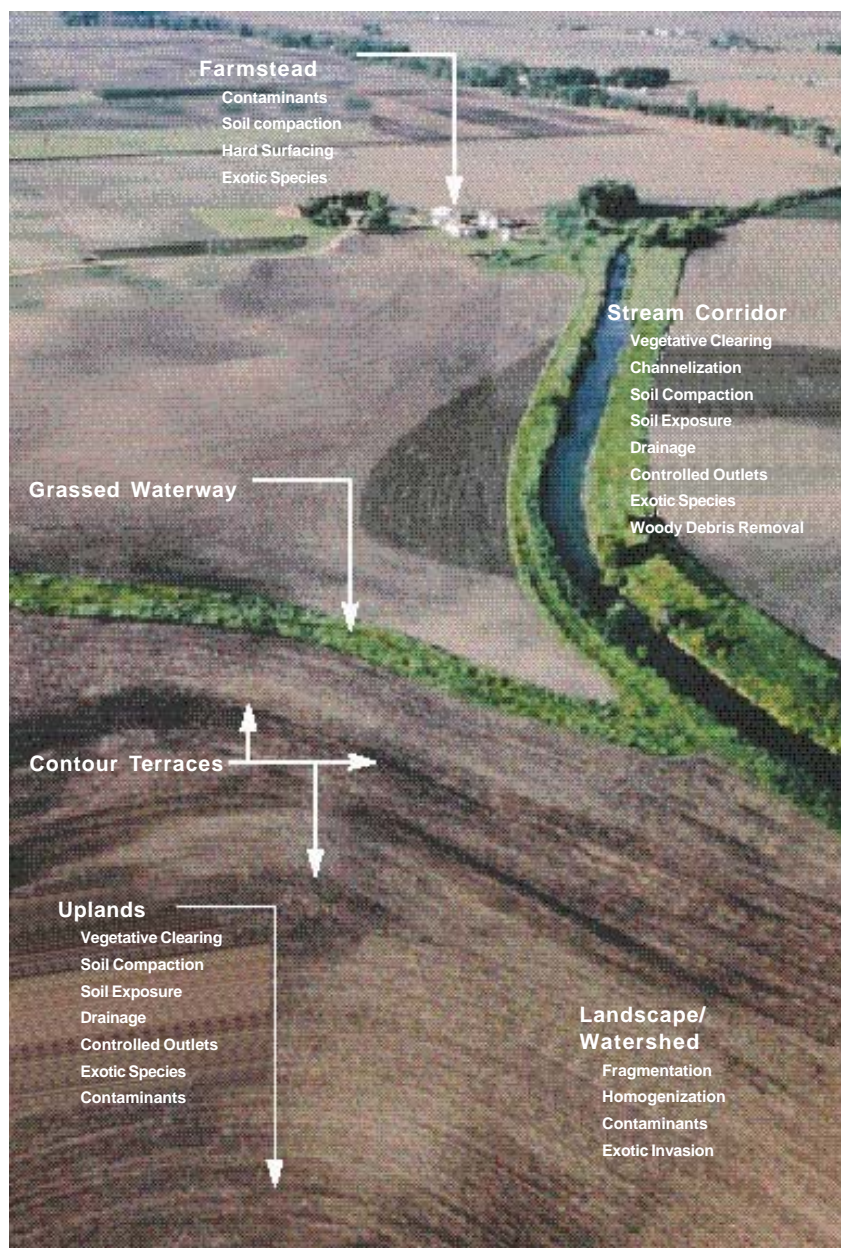 Farmstead
Contaminants
Soil compaction
Hard Surfacing
Exotic Species
Stream Corridor
Vegetative Clearing
Channelization
Soil Compaction
Soil Exposure
Drainage
Controlled Outlets
Exotic Species
Woody Debris Removal
Grassed Waterway
Contour Terraces
Uplands
Vegetative Clearing
Soil Compaction
Soil Exposure
Drainage
Controlled Outlets
Exotic Species
Contaminants
Landscape/
Watershed
Fragmentation
Homogenization
Contaminants
Exotic Invasion